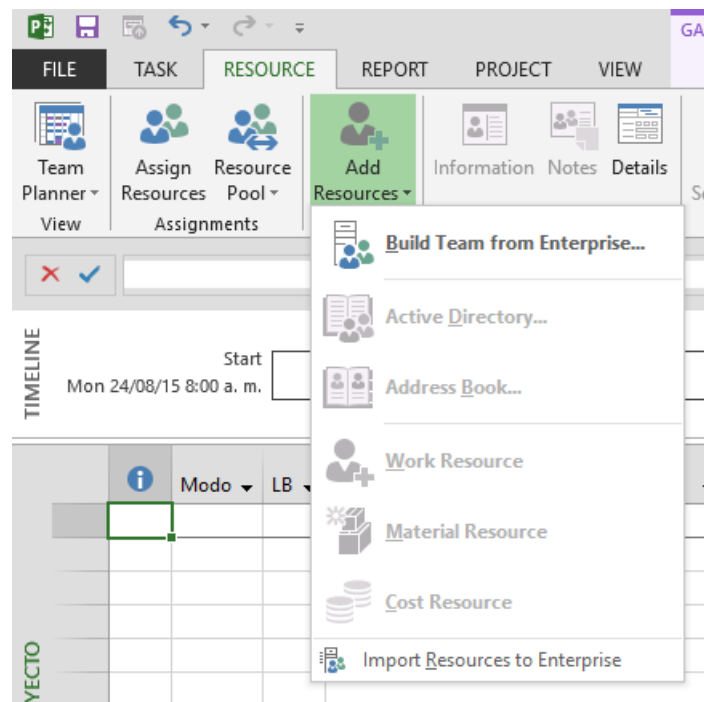 GA
FILE TASK RESOURCE REPORT PROJECT VIEW
Team Planner
Assign Resources
Resource Pool
Add Resources
Information
Notes
Details
View
Assignments
Build Team from Enterprise...
Active Directory...
Address Book...
Work Resource
Material Resource
Cost Resource
Import Resources to Enterprise
TIMELINE
Start
Mon 24/08/15 8:00 a. m.
Modo
LB
YECTO